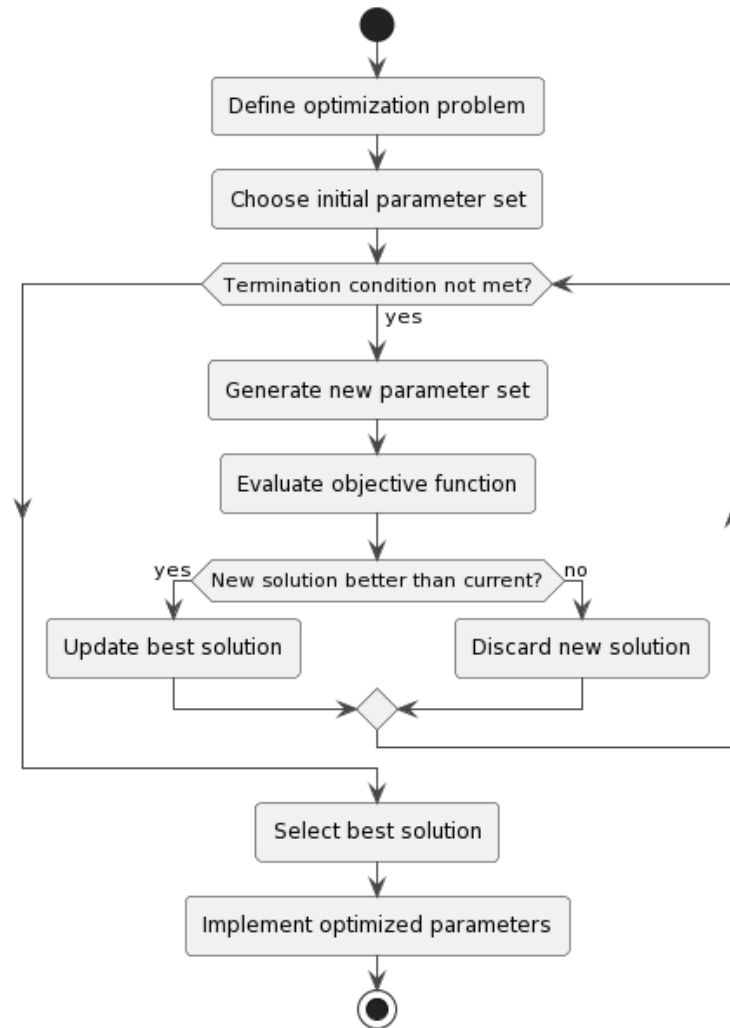 Define optimization problem
Choose initial parameter set
Termination condition not met?
yes
Generate new parameter set
Evaluate objective function
yes
New solution better than current?
no
Update best solution
Discard new solution
Select best solution
Implement optimized parameters